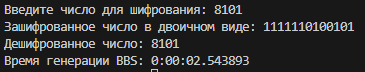 Введите число для шифрования: 8101
Зашифрованное число в двоичном виде: 1111110100101
Дешифрованное число: 8101
Время генерации BBS: 0:00:02.543893